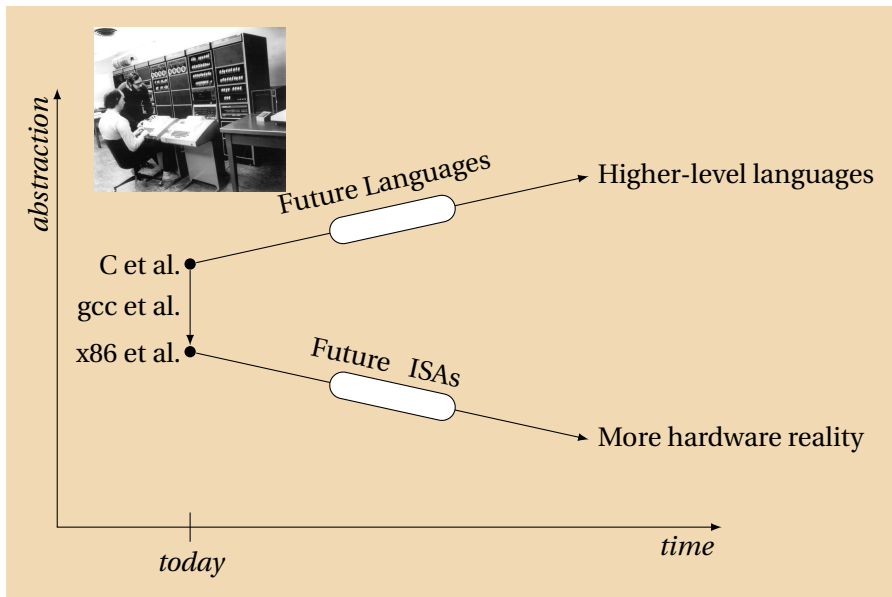 abstraction
Future Languages
Higher-level languages
C et al.
gcc et al.
x86 et al.
Future ISAs
More hardware reality
time
today